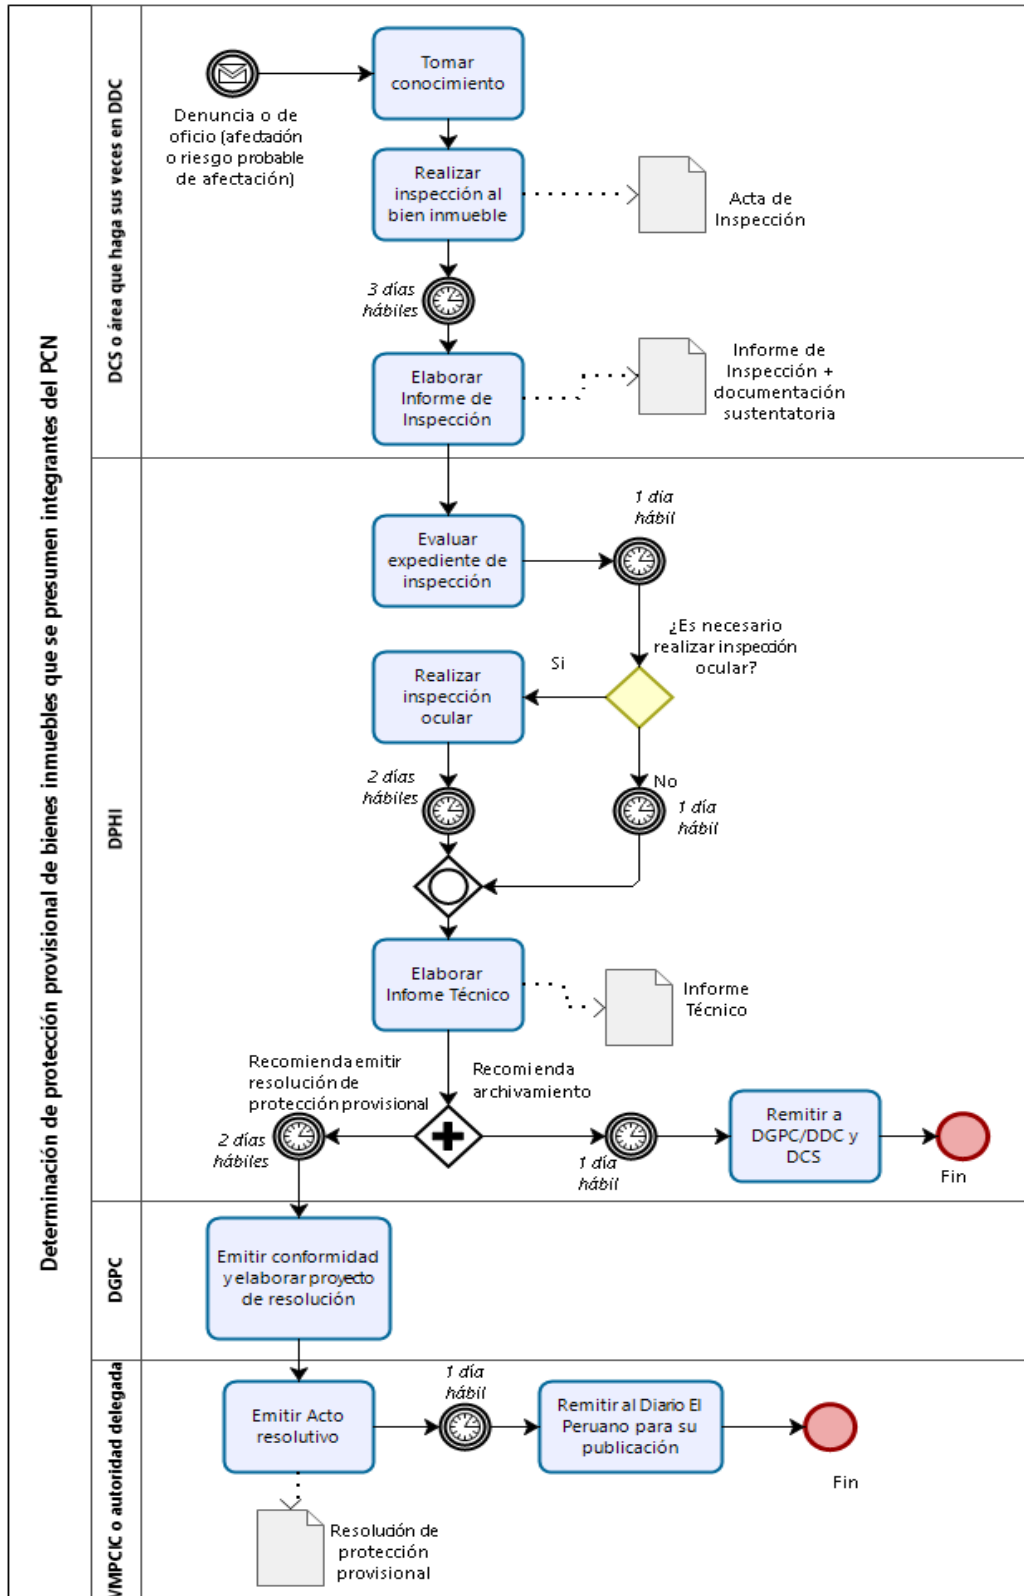 Determinación de protección provisional de bienes inmuebles que se presumen integrantes del PCN
DCS o área que haga sus veces en DDC
Denuncia o de
oficio (afectación
o riesgo probable
de afectación)
Tomar
conocimiento
Realizar
inspección al
bien inmueble
Acta de
Inspección
3 días
hábiles
Elaborar
Informe de
Inspección
Informe de
Inspección +
documentación
sustentatoria
DPHI
Evaluar
expediente de
inspección
1 día
hábil
¿Es necesario
realizar inspección
ocular?
Si
Realizar
inspección
ocular
2 días
hábiles
No
1 día
hábil
Elaborar
Infome Técnico
Informe
Técnico
Recomienda emitir
resolución de
protección provisional
Recomienda
archivamiento
2 días
hábiles
1 día
hábil
Remitir a
DGPC/DDC y
DCS
Fin
DGPC
Emitir conformidad
y elaborar proyecto
de resolución
VMPCIC o autoridad delegada
Emitir Acto
resolutivo
1 día
hábil
Remitir al Diario El
Peruano para su
publicación
Fin
Resolución de
protección
provisional